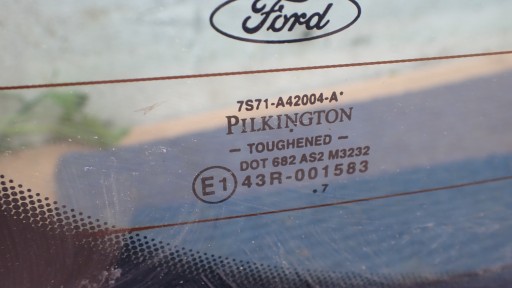 Ford
7S71-A42004-A
PILKINGTON
- TOUGHENED -
DOT 682 AS2 M3232
E1 43R-001583
.7